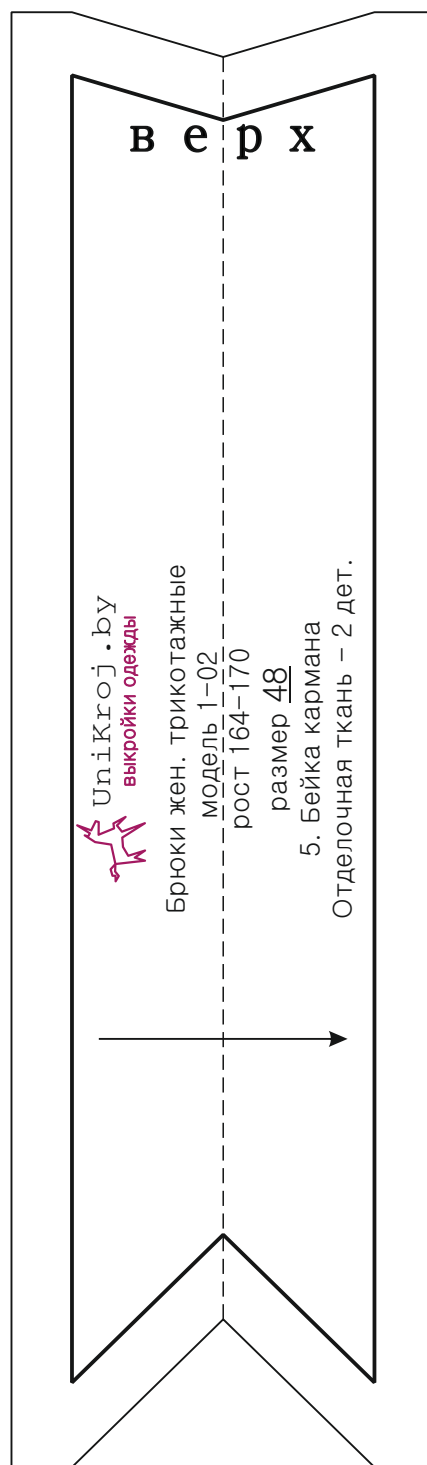 верх
UniKroj.by
выкройки одежды
Брюки жен. трикотажные
модель 1-02
рост 164-170
размер 48
5. Бейка кармана
Отделочная ткань - 2 дет.